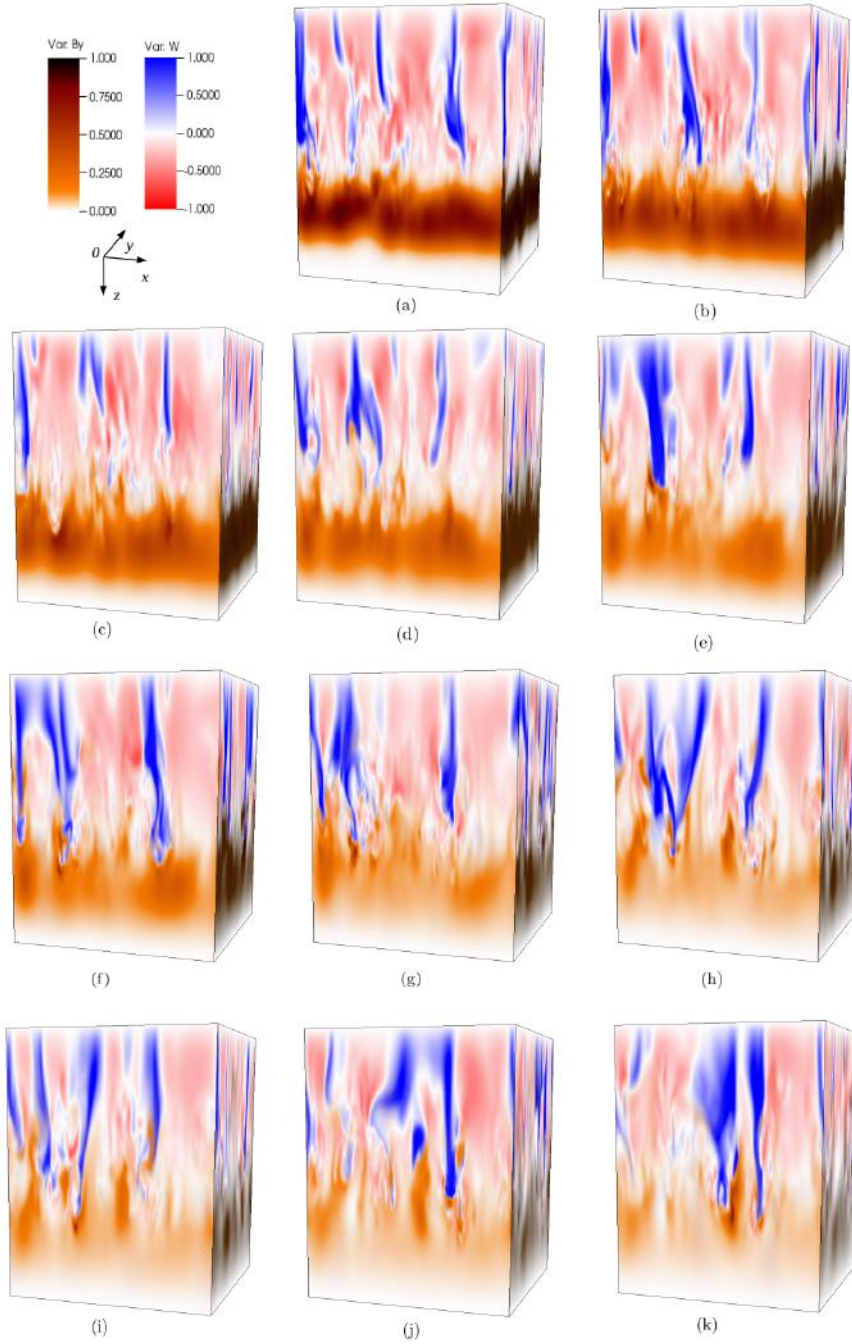 Var. By
Var. W
1.000
1.000
0.7500
0.5000
0.5000
0.000
0.2500
-0.5000
0.000
-1.000
0
y
x
z
(a)
(b)
(c)
(d)
(e)
(f)
(g)
(h)
(i)
(j)
(k)